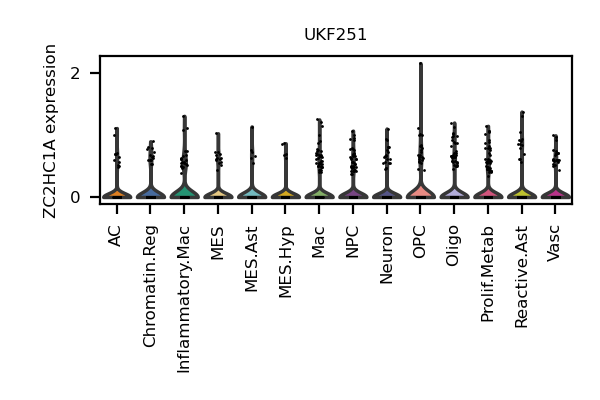 UKF251
ZC2HC1A expression
2
0
AC
Chromatin.Reg
Inflammatory.Mac
MES
MES.Ast
MES.Hyp
Mac
NPC
Neuron
OPC
Oligo
Prolif.Metab
Reactive.Ast
Vasc